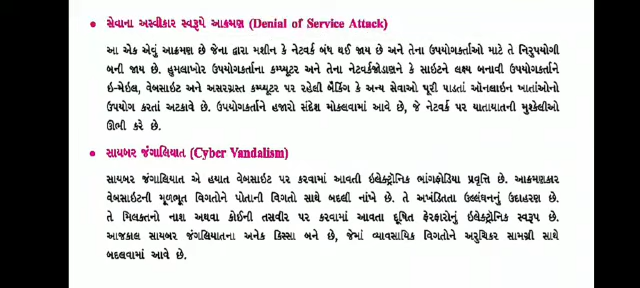 • સેવાના અસ્વીકાર સ્વરૂપે આક્રમણ (Denial of Service Attack)
આ એક એવું આક્રમણ છે જેના દ્વારા મશીન કે નેટવર્ક બંધ થઈ જાય છે અને તેના ઉપયોગકર્તાઓ માટે તે નિરુપયોગી
બની જાય છે. હુમલાખોર ઉપયોગકર્તાના કમ્પ્યૂટર અને તેના નેટવર્કજોડાણને કે સાઇટને લક્ષ્ય બનાવી ઉપયોગકર્તાને
ઇ-મેઇલ, વેબસાઇટ અને અસરગ્રસ્ત કમ્પ્યૂટર પર રહેલી બૅંકિંગ કે અન્ય સેવાઓ પૂરી પાડતાં ઑનલાઇન ખાતાંઓનો
ઉપયોગ કરતાં અટકાવે છે. ઉપયોગકર્તાને હજારો સંદેશ મોકલવામાં આવે છે, જે નેટવર્ક પર યાતાયાતની મુશ્કેલીઓ
ઊભી કરે છે.
• સાયબર જંગાલિયાત (Cyber Vandalism)
સાયબર જંગાલિયાત એ હયાત વેબસાઇટ પર કરવામાં આવતી ઇલેક્ટ્રોનિક ભાંગફોડિયા પ્રવૃત્તિ છે. આક્રમણકાર
વેબસાઇટની મૂળભૂત વિગતોને પોતાની વિગતો સાથે બદલી નાંખે છે. તે અખંડિતતા ઉલ્લંઘનનું ઉદાહરણ છે.
તે મિલકતનો નાશ અથવા કોઈની તસવીર પર કરવામાં આવતા દૂષિત ફેરફારોનું ઇલેક્ટ્રોનિક સ્વરૂપ છે.
આજકાલ સાયબર જંગલિયાતના અનેક કિસ્સા બને છે, જેમાં વ્યાવસાયિક વિગતોને અરુચિકર સામગ્રી સાથે
બદલવામાં આવે છે.